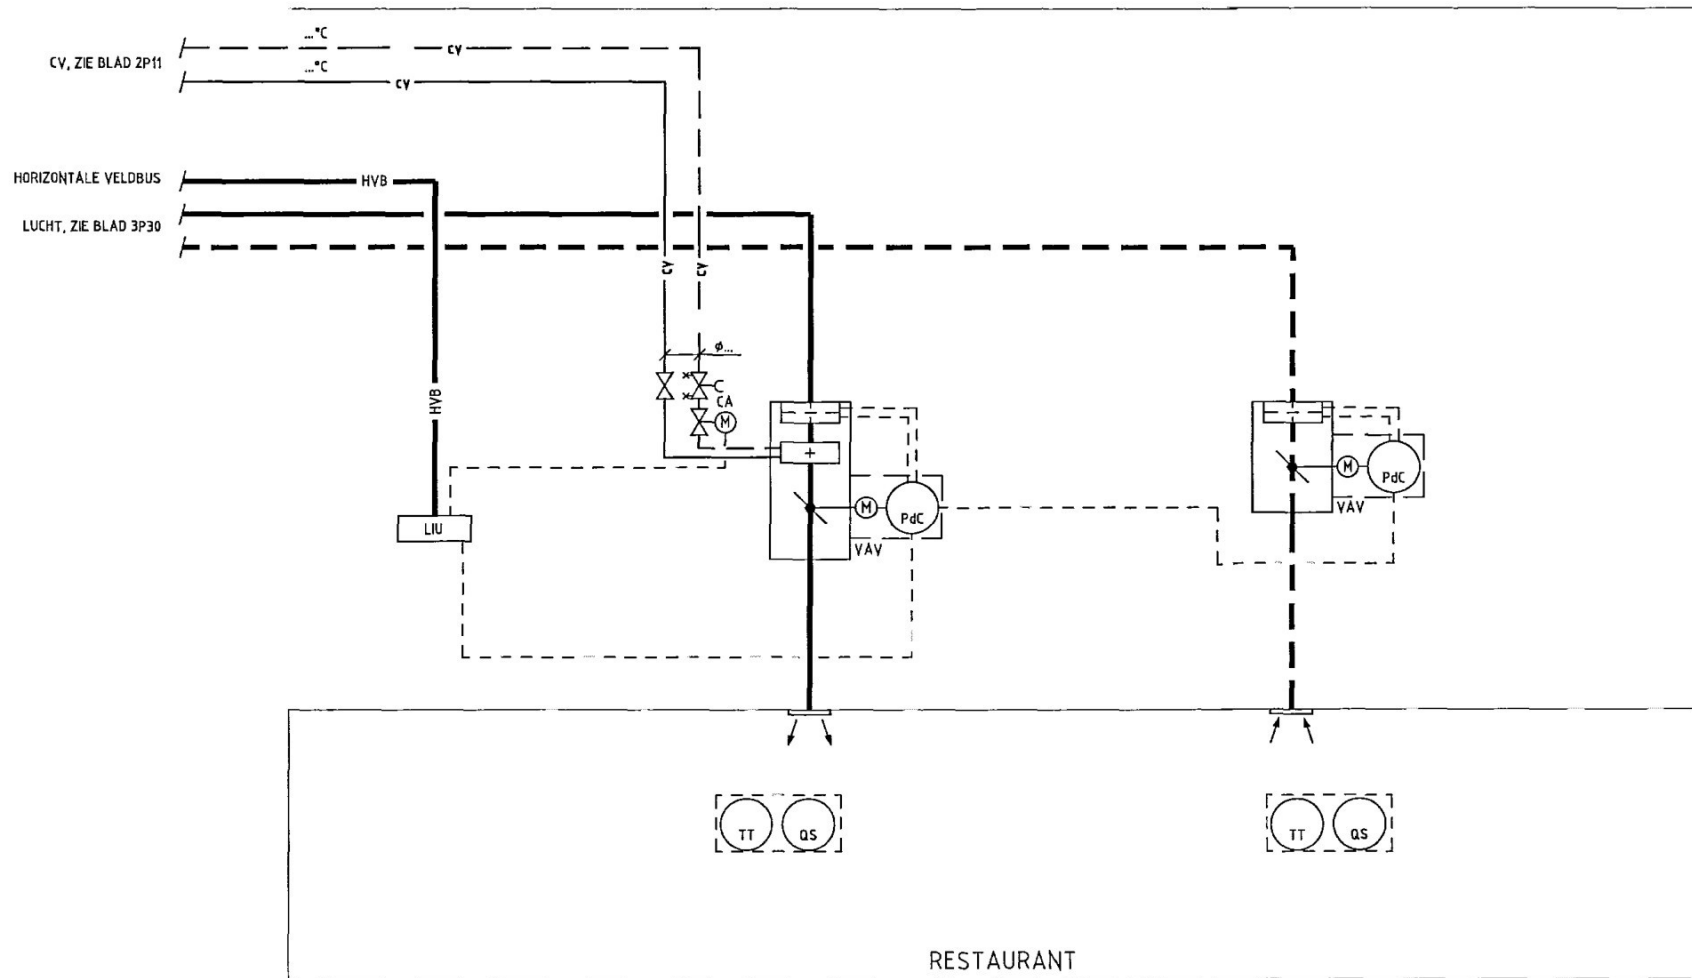 ...°C
CV
CV, ZIE BLAD 2P11
...°C
CV
HORIZONTALE VELDBUS
HVB
LUCHT, ZIE BLAD 3P30
CV
CV
ø...
HVB
C
CA
M
+
M
PdC
PdC
M
VAV
VAV
LIU
TT
QS
TT
QS
RESTAURANT